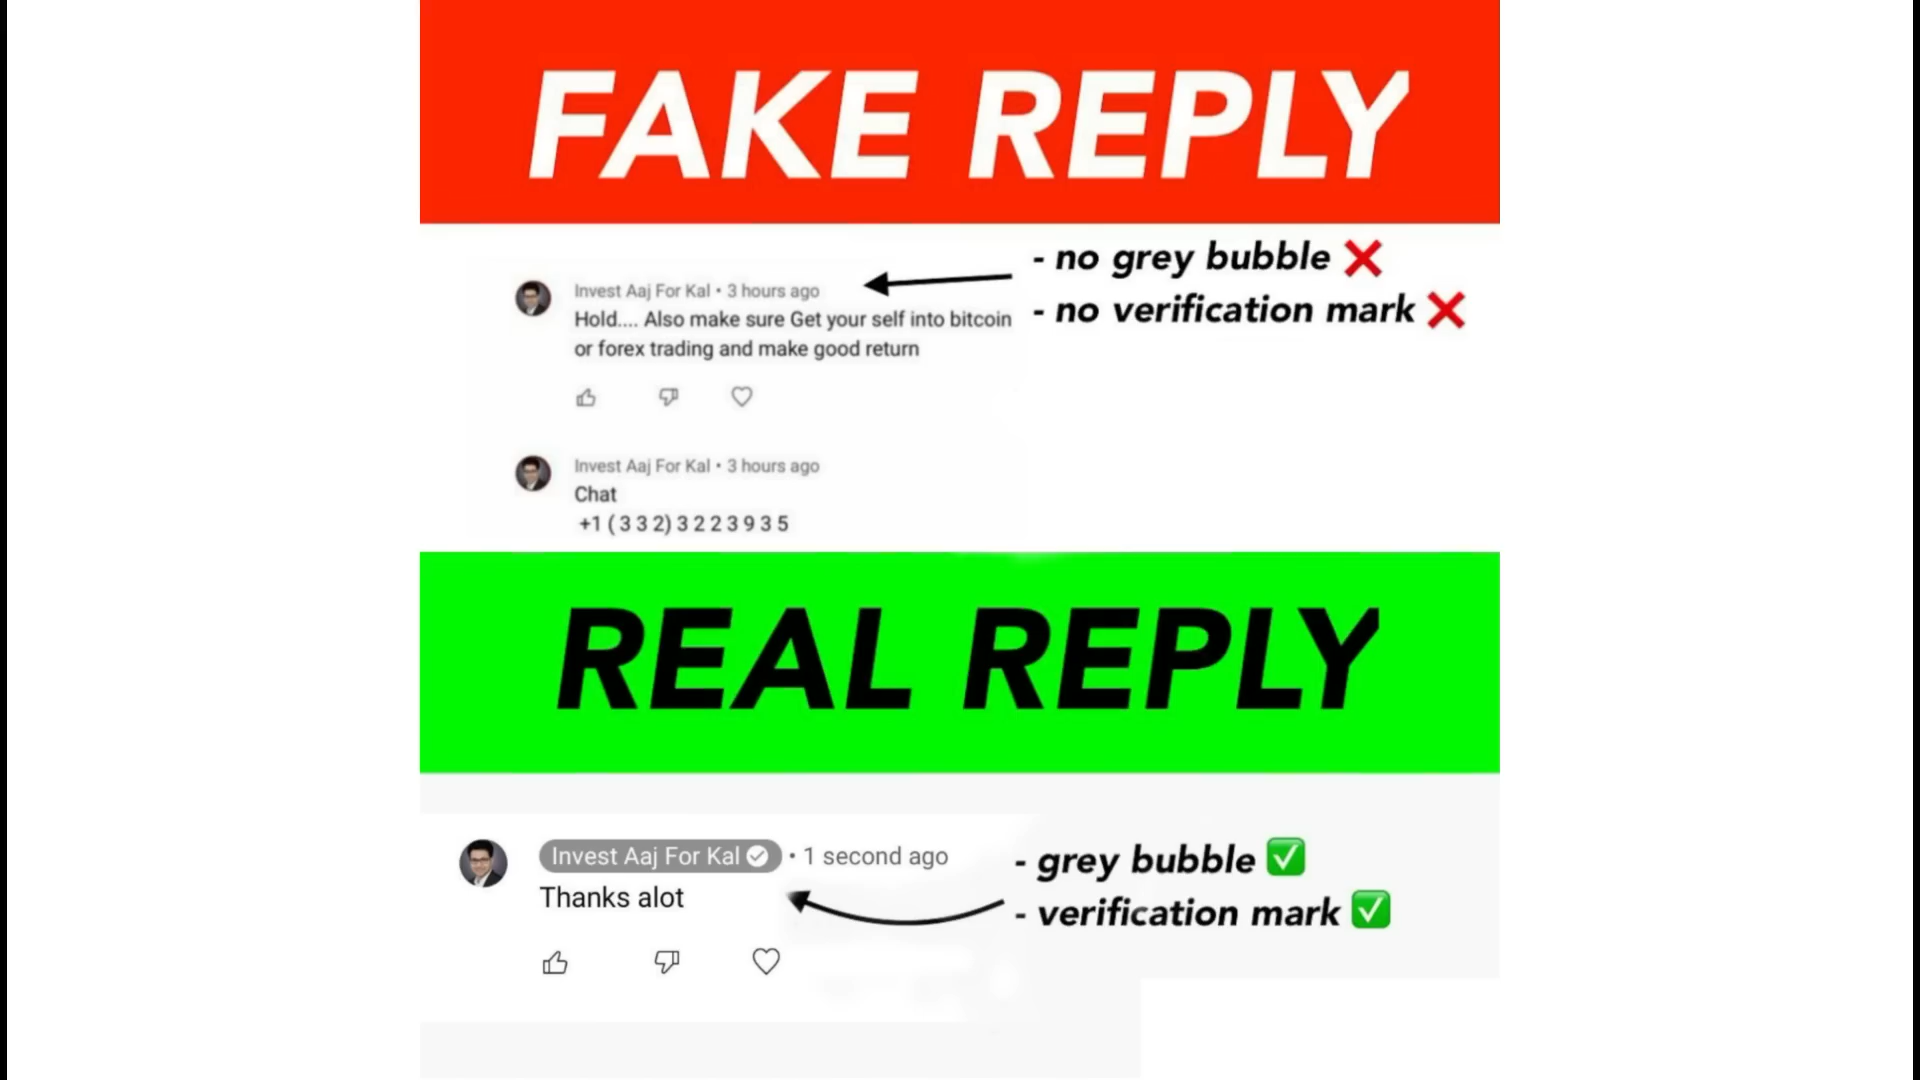 FAKE REPLY
- no grey bubble ❌
- no verification mark ❌
Invest Aaj For Kal • 3 hours ago
Hold.... Also make sure Get your self into bitcoin
or forex trading and make good return
Invest Aaj For Kal • 3 hours ago
Chat
+1 ( 3 3 2) 3 2 2 3 9 3 5
REAL REPLY
Invest Aaj For Kal • 1 second ago
Thanks alot
- grey bubble ✅
- verification mark ✅